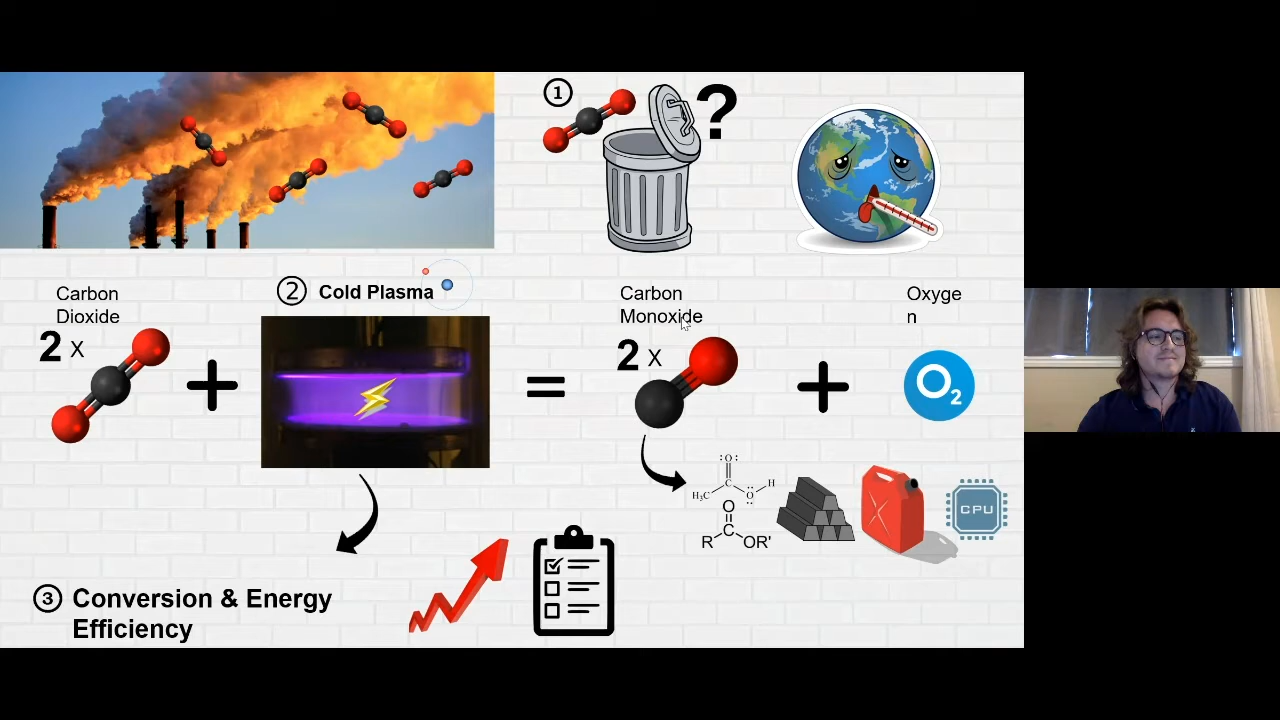 ① ?
Carbon
Dioxide
2 X
+
② Cold Plasma
=
Carbon
Monoxide
2 X
+
Oxyge
n
O2
:O:
C
H3C O H
O
C
R OR'
CPU
③ Conversion & Energy
Efficiency